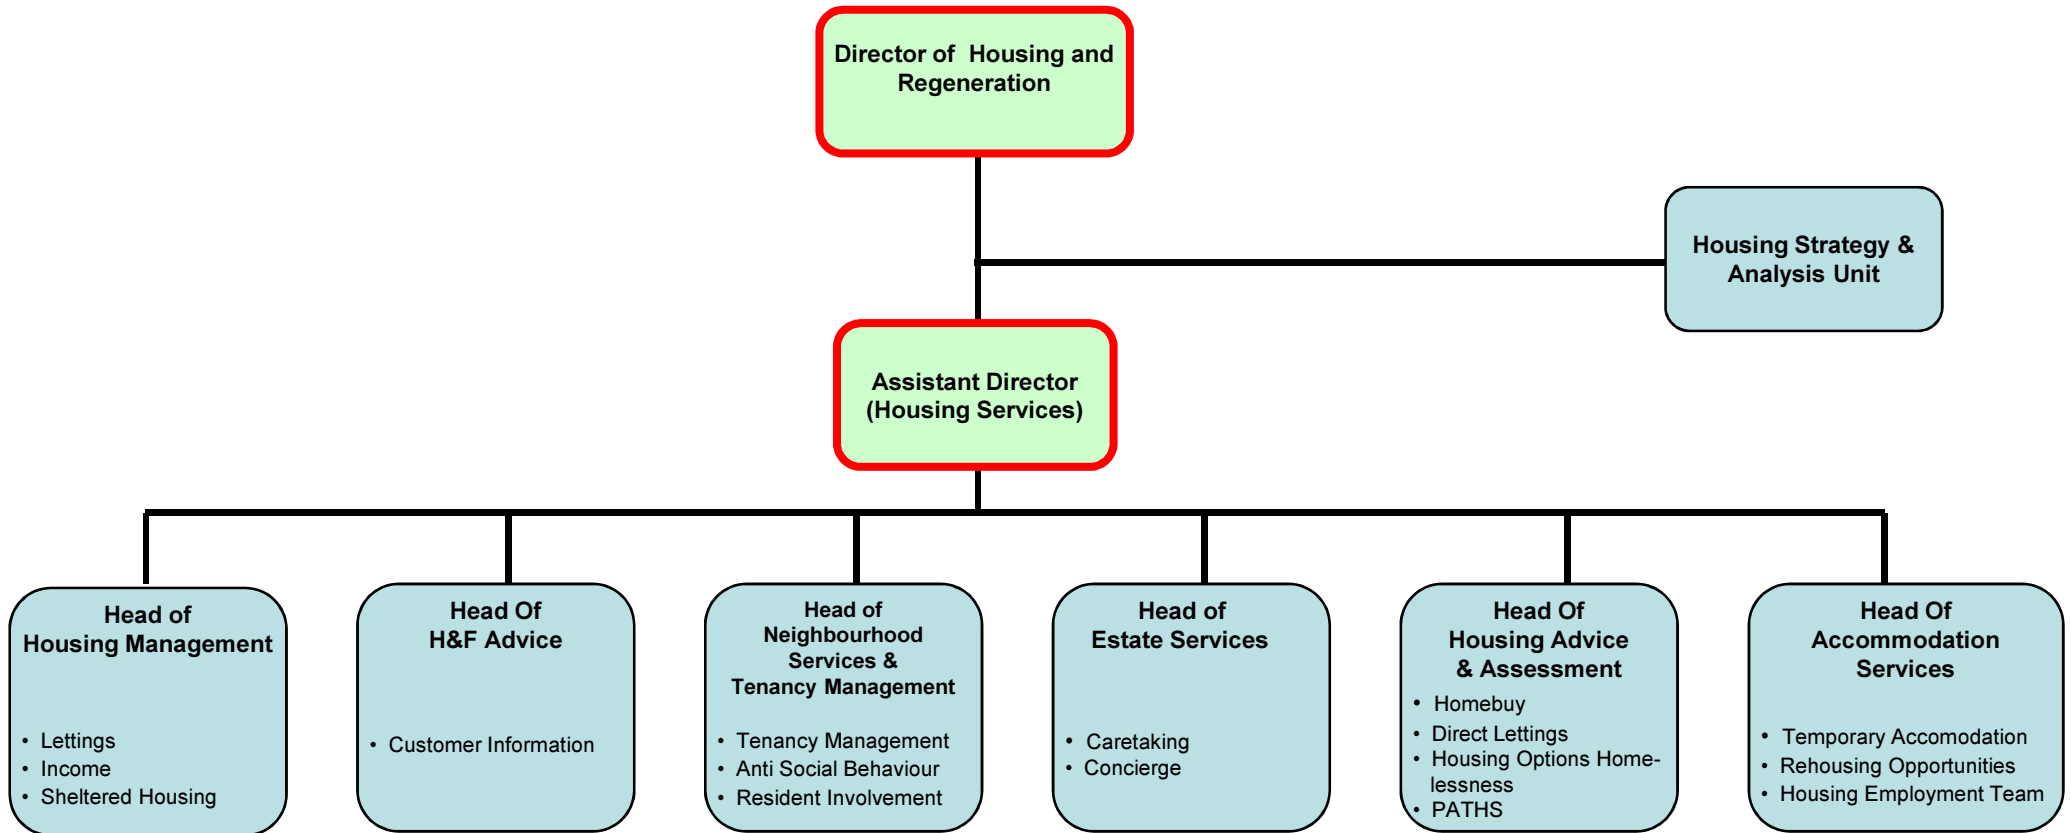 Director of Housing and
Regeneration
Housing Strategy &
Analysis Unit
Assistant Director
(Housing Services)
Head of
Housing Management
• Lettings
• Income
• Sheltered Housing
Head Of
H&F Advice
• Customer Information
Head of
Neighbourhood
Services &
Tenancy Management
• Tenancy Management
• Anti Social Behaviour
• Resident Involvement
Head of
Estate Services
• Caretaking
• Concierge
Head Of
Housing Advice
& Assessment
• Homebuy
• Direct Lettings
• Housing Options Home-
lessness
• PATHS
Head Of
Accommodation
Services
• Temporary Accomodation
• Rehousing Opportunities
• Housing Employment Team